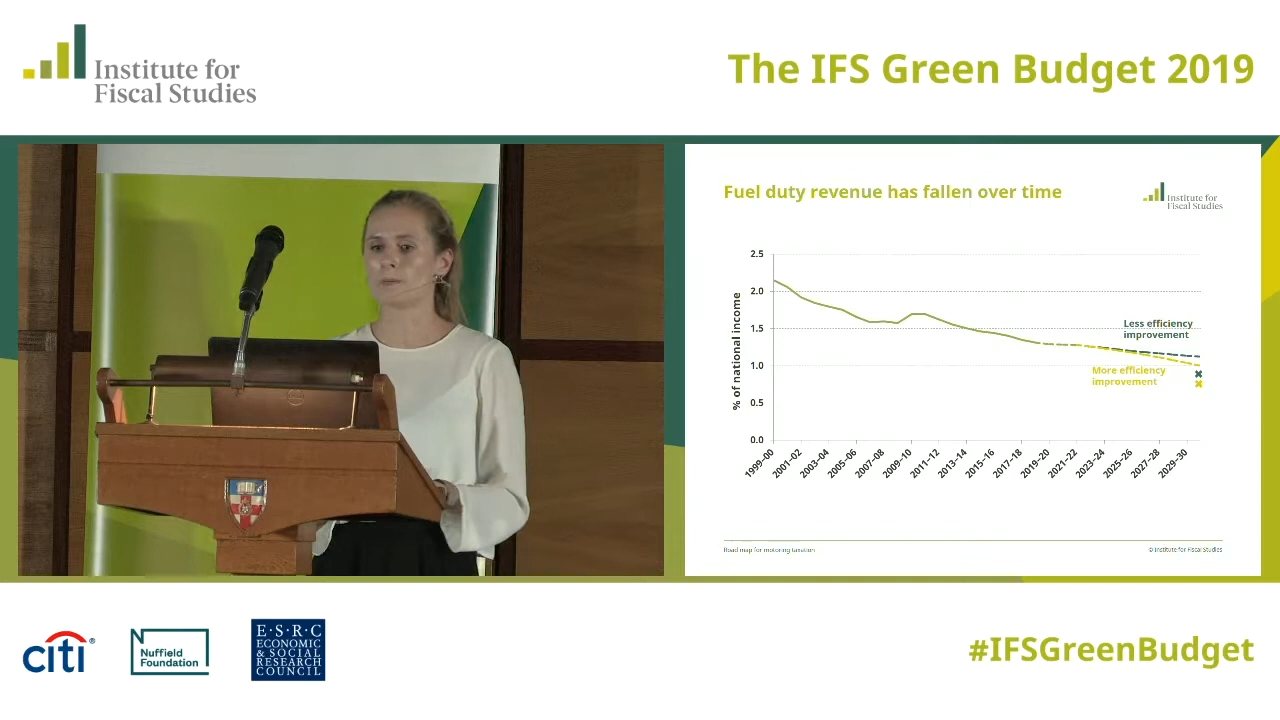 Institute for
Fiscal Studies
The IFS Green Budget 2019
Fuel duty revenue has fallen over time
Institute for
Fiscal Studies
% of national income
2.5
2.0
1.5
1.0
0.5
0.0
Less efficiency
improvement
More efficiency
improvement
1999–00
2001–02
2003–04
2005–06
2007–08
2009–10
2011–12
2013–14
2015–16
2017–18
2019–20
2021–22
2023–24
2025–26
2027–28
2029–30
Road map for motoring taxation
© Institute for Fiscal Studies
citi®
N
Nuffield
Foundation
E·S·R·C
ECONOMIC
& SOCIAL
RESEARCH
COUNCIL
#IFSGreenBudget